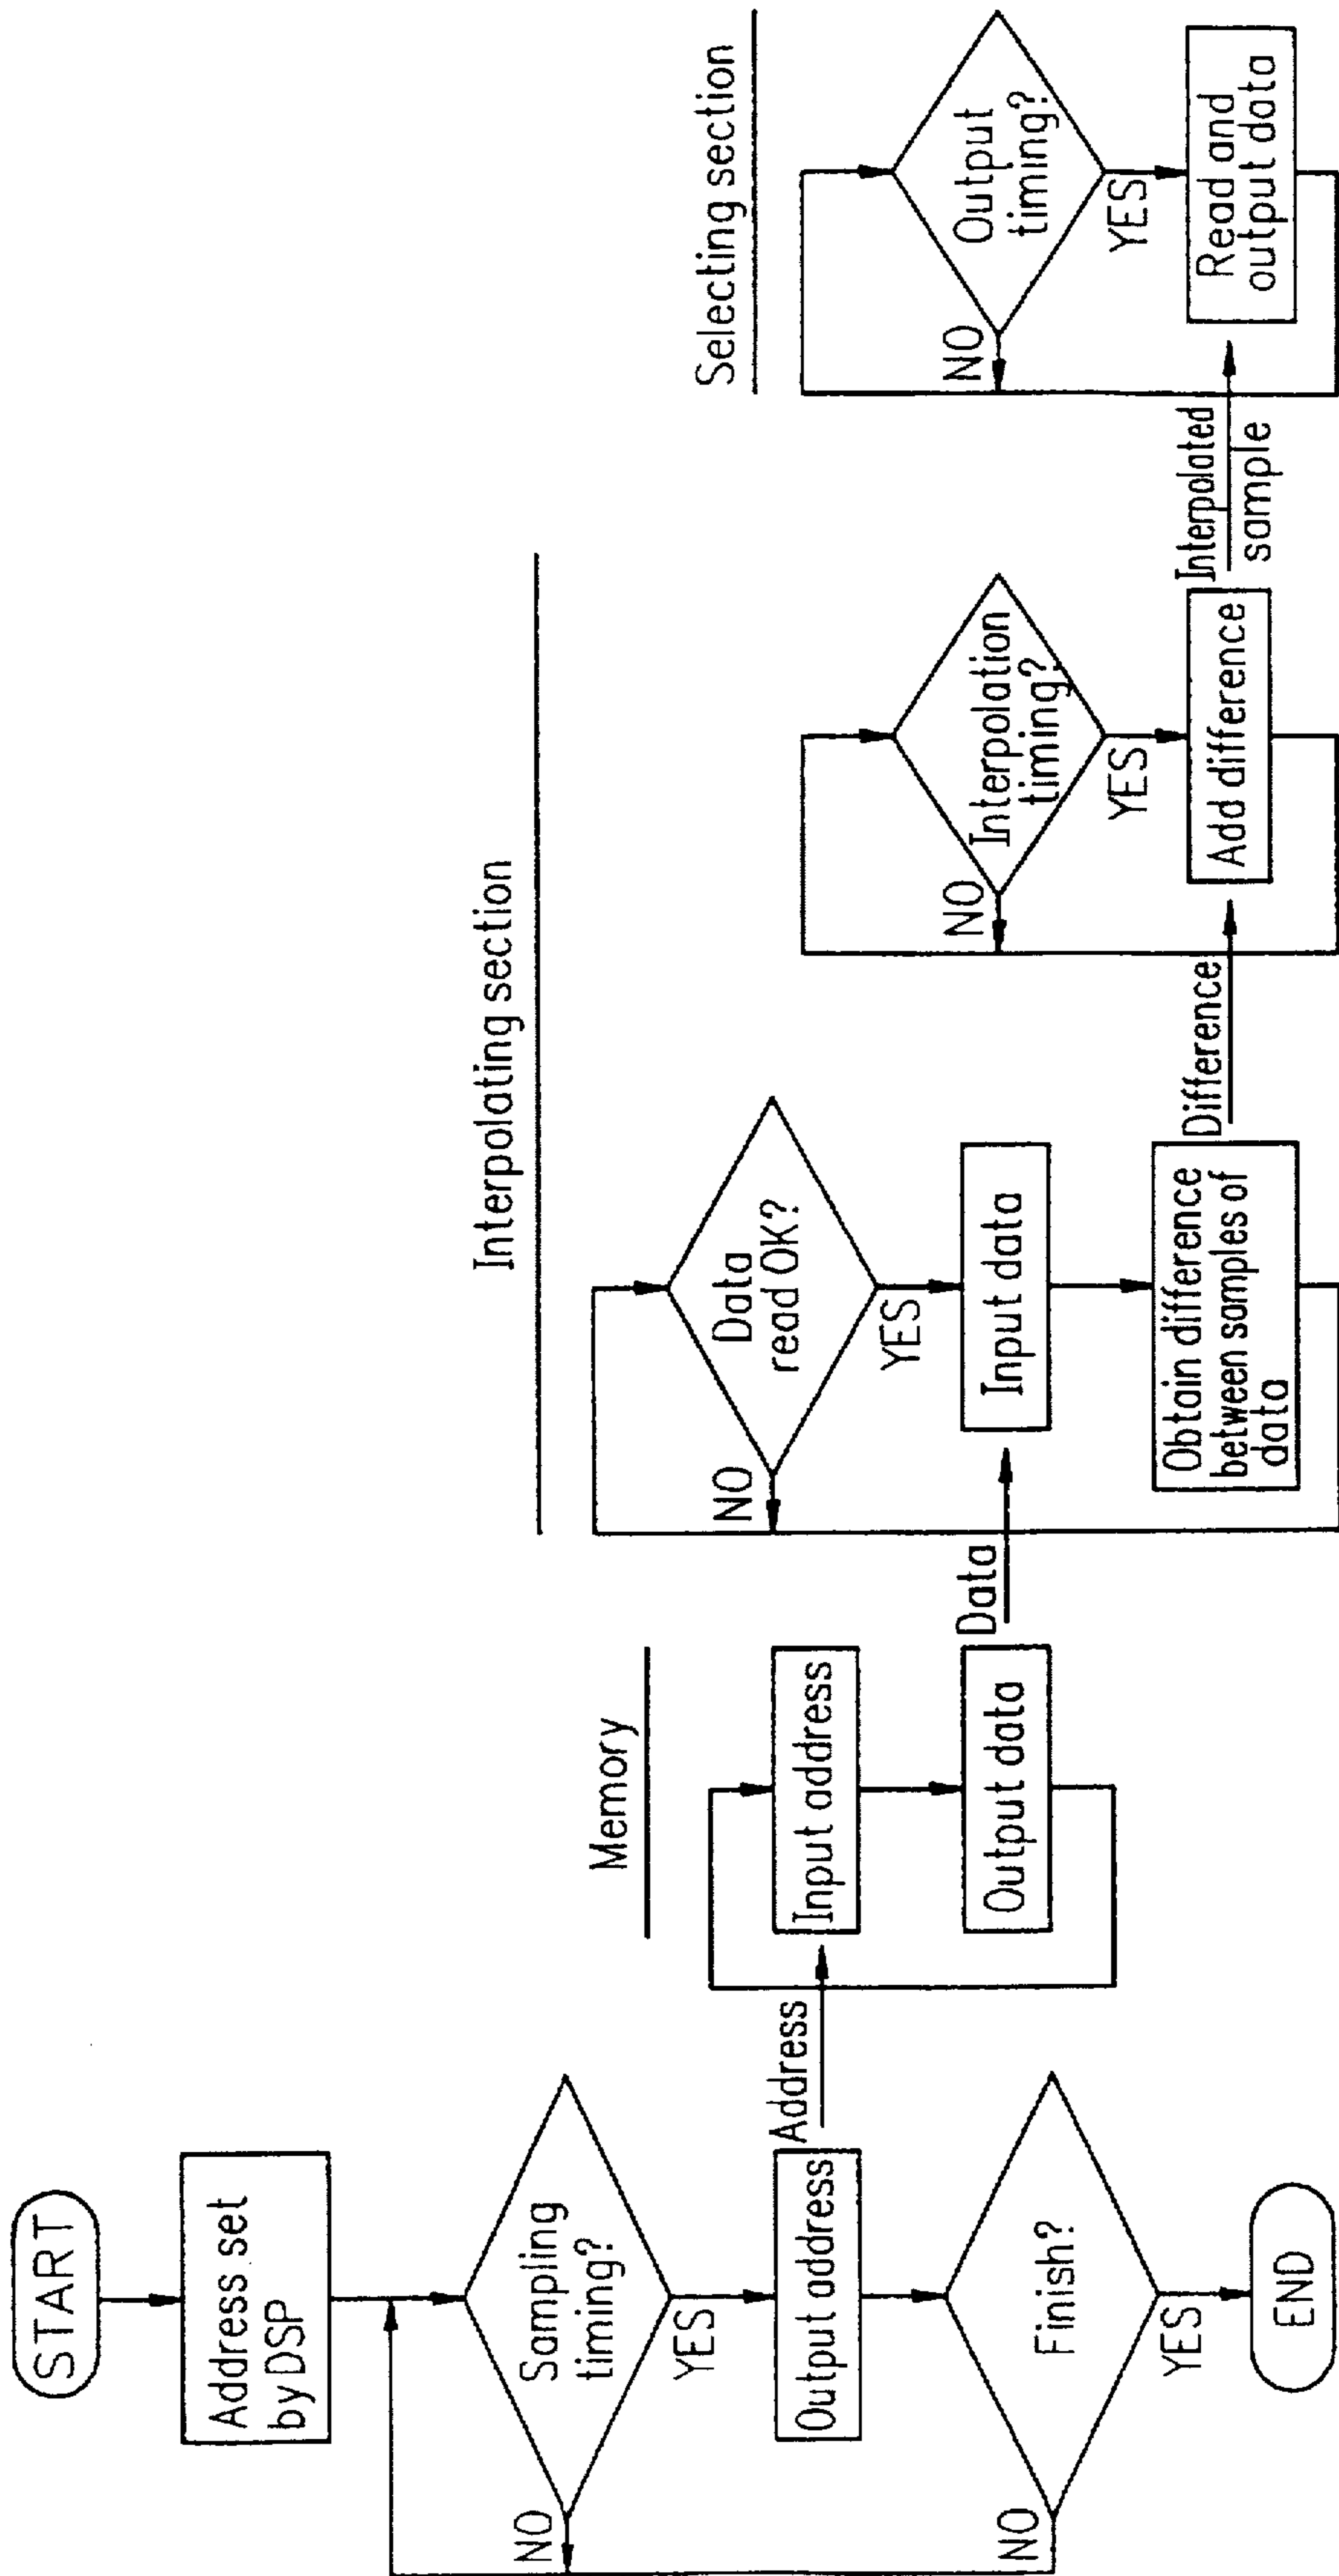 START
Address set
by DSP
Sampling
timing?
NO
YES
Output address
Address
Finish?
NO
YES
END
Memory
Input address
Output data
Data
Interpolating section
Data
read OK?
NO
YES
Input data
Obtain difference
between samples of
data
Difference
Interpolation
timing?
NO
YES
Add difference
Interpolated
sample
Selecting section
Output
timing?
NO
YES
Read and
output data